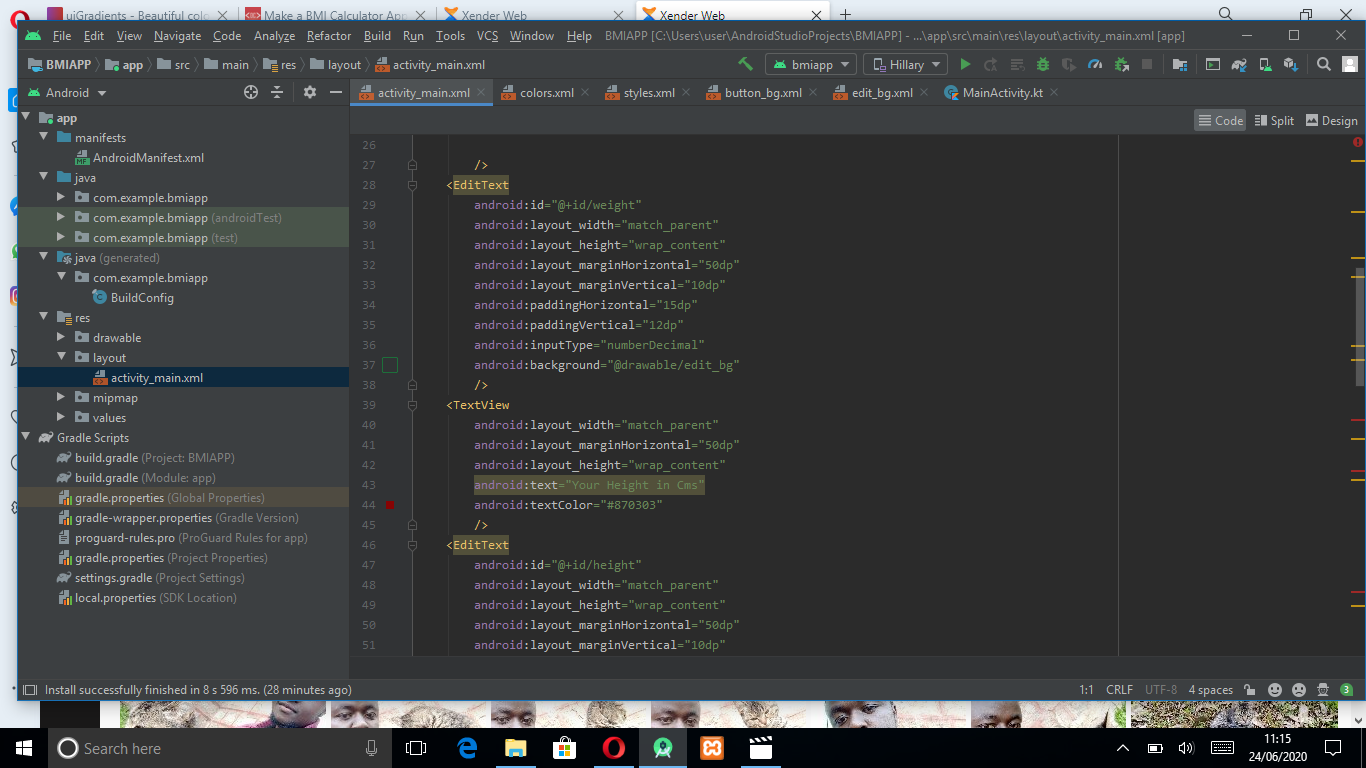 uiGradients - Beautiful col
Make a BMI Calculator App
Xender Web
Xender Web
File Edit View Navigate Code Analyze Refactor Build Run Tools VCS Window Help BMIAPP [C:\Users\user\AndroidStudioProjects\BMIAPP] - ...\app\src\main\res\layout\activity_main.xml [app]
BMIAPP app src main res layout activity_main.xml bmiapp Hillary
Android
activity_main.xml colors.xml styles.xml button_bg.xml edit_bg.xml MainActivity.kt
Code Split Design
app
manifests
AndroidManifest.xml
java
com.example.bmiapp
com.example.bmiapp (androidTest)
com.example.bmiapp (test)
java (generated)
com.example.bmiapp
BuildConfig
res
drawable
layout
activity_main.xml
mipmap
values
Gradle Scripts
build.gradle (Project: BMIAPP)
build.gradle (Module: app)
gradle.properties (Global Properties)
gradle-wrapper.properties (Gradle Version)
proguard-rules.pro (ProGuard Rules for app)
gradle.properties (Project Properties)
settings.gradle (Project Settings)
local.properties (SDK Location)
26
27 />
28 <EditText
29 android:id="@+id/weight"
30 android:layout_width="match_parent"
31 android:layout_height="wrap_content"
32 android:layout_marginHorizontal="50dp"
33 android:layout_marginVertical="10dp"
34 android:paddingHorizontal="15dp"
35 android:paddingVertical="12dp"
36 android:inputType="numberDecimal"
37 android:background="@drawable/edit_bg"
38 />
39 <TextView
40 android:layout_width="match_parent"
41 android:layout_marginHorizontal="50dp"
42 android:layout_height="wrap_content"
43 android:text="Your Height in Cms"
44 android:textColor="#870303"
45 />
46 <EditText
47 android:id="@+id/height"
48 android:layout_width="match_parent"
49 android:layout_height="wrap_content"
50 android:layout_marginHorizontal="50dp"
51 android:layout_marginVertical="10dp"
Install successfully finished in 8 s 596 ms. (28 minutes ago) 1:1 CRLF UTF-8 4 spaces 3
Search here
11:15
24/06/2020